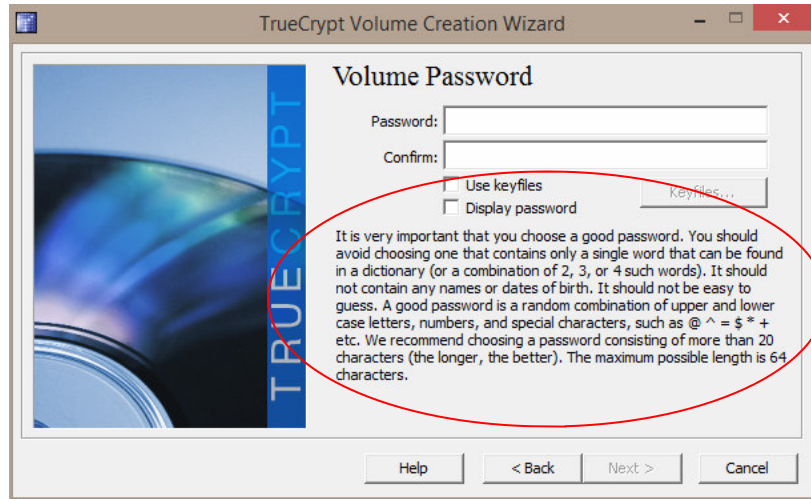 TrueCrypt Volume Creation Wizard
TRUECRYPT
Volume Password
Password:
Confirm:
Use keyfiles
Keyfiles...
Display password
It is very important that you choose a good password. You should
avoid choosing one that contains only a single word that can be found
in a dictionary (or a combination of 2, 3, or 4 such words). It should
not contain any names or dates of birth. It should not be easy to
guess. A good password is a random combination of upper and lower
case letters, numbers, and special characters, such as @ ^ = $ * +
etc. We recommend choosing a password consisting of more than 20
characters (the longer, the better). The maximum possible length is 64
characters.
Help
< Back
Next >
Cancel